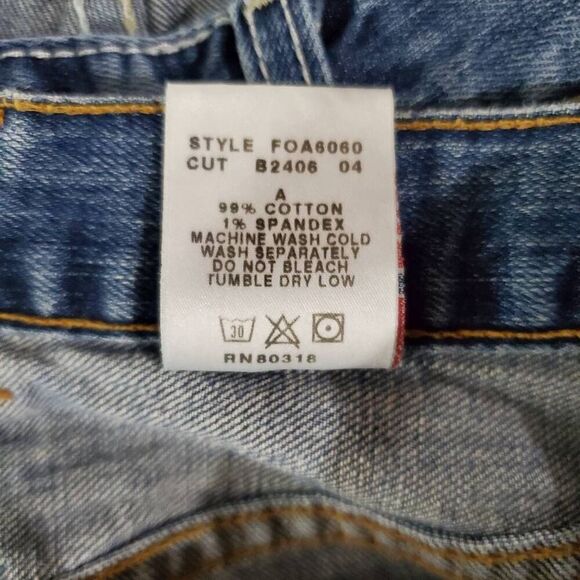 STYLE FOA6060
CUT B2406 04
A
99% COTTON
1% SPANDEX
MACHINE WASH COLD
WASH SEPARATELY
DO NOT BLEACH
TUMBLE DRY LOW
30
RN80318